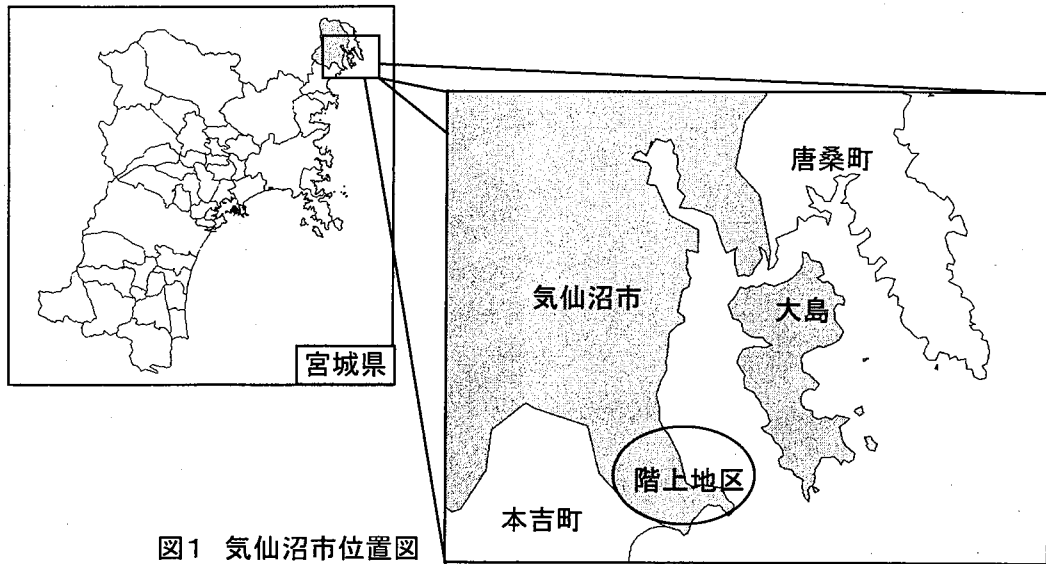 宮城県
唐桑町
気仙沼市
大島
階上地区
本吉町
図1 気仙沼市位置図